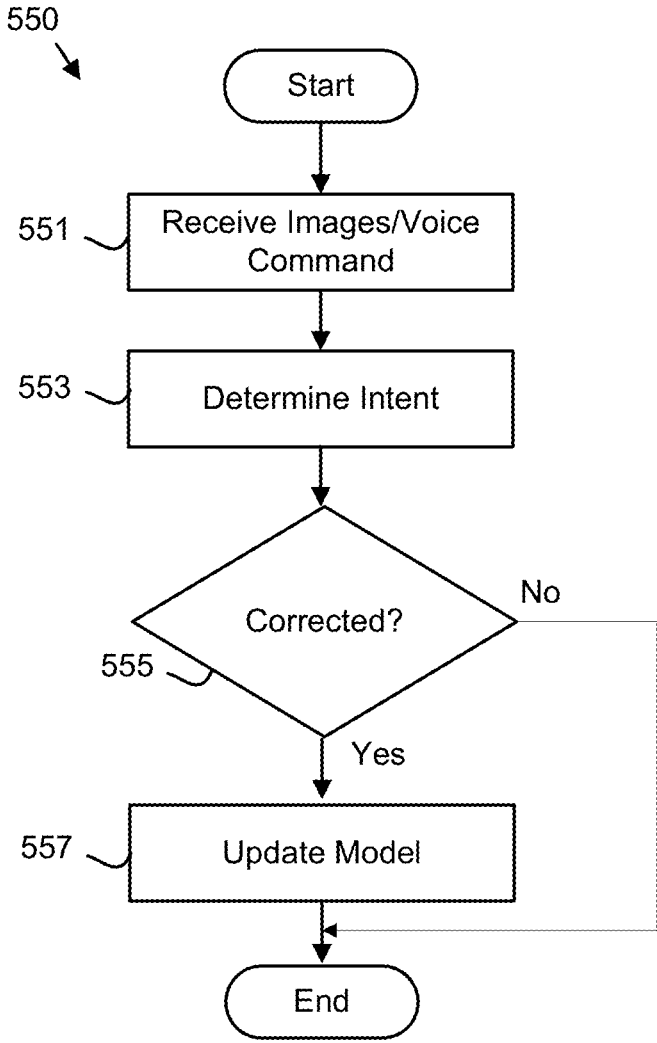 550
Start
551
Receive Images/Voice
Command
553
Determine Intent
Corrected?
No
555
Yes
557
Update Model
End